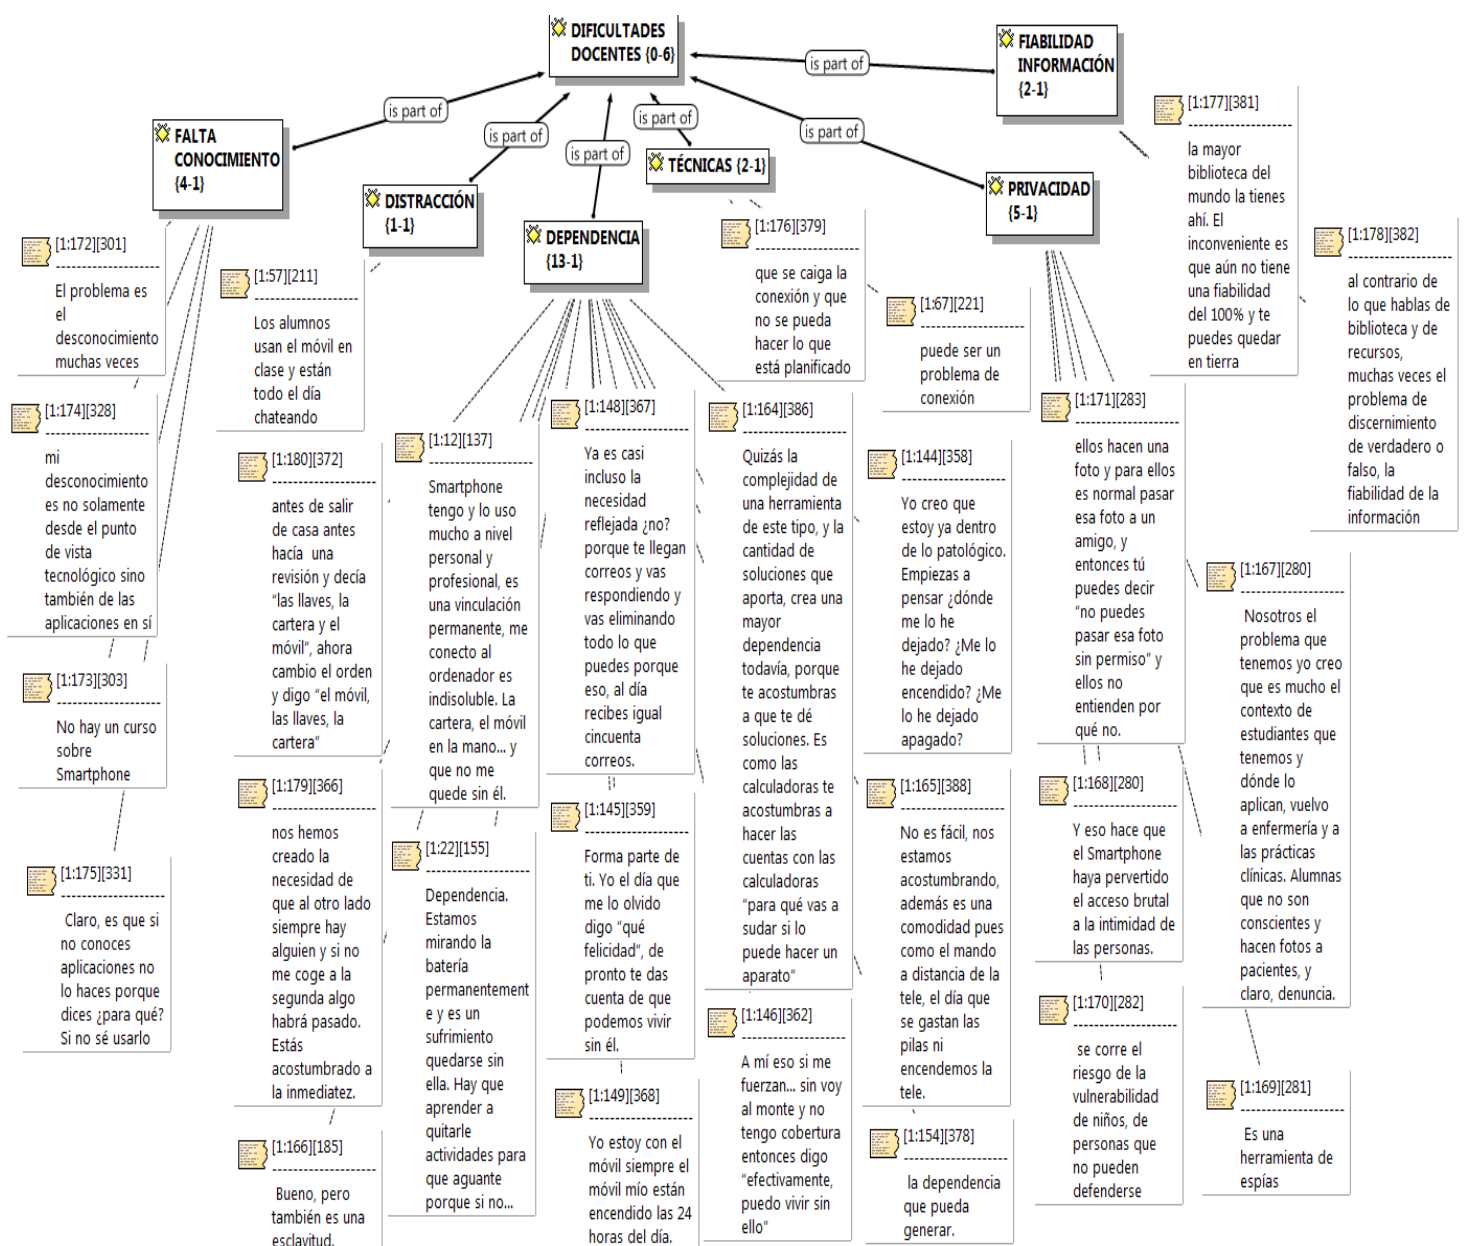 DIFICULTADES
DOCENTES {0-6}
FIABILIDAD
INFORMACIÓN
{2-1}
is part of
is part of
is part of
is part of
is part of
is part of
FALTA
CONOCIMIENTO
{4-1}
DISTRACCIÓN
{1-1}
DEPENDENCIA
{13-1}
TÉCNICAS {2-1}
PRIVACIDAD
{5-1}
[1:172][301]
El problema es
el
desconocimiento
muchas veces
[1:174][328]
mi
desconocimiento
es no solamente
desde el punto
de vista
tecnológico sino
también de las
aplicaciones en sí
[1:173][303]
No hay un curso
sobre
Smartphone
[1:175][331]
Claro, es que si
no conoces
aplicaciones no
lo haces porque
dices ¿para qué?
Si no sé usarlo
[1:57][211]
Los alumnos
usan el móvil en
clase y están
todo el día
chateando
[1:180][372]
antes de salir
de casa antes
hacía una
revisión y decía
“las llaves, la
cartera y el
móvil”, ahora
cambio el orden
y digo “el móvil,
las llaves, la
cartera”
[1:179][366]
nos hemos
creado la
necesidad de
que al otro lado
siempre hay
alguien y si no
me coge a la
segunda algo
habrá pasado.
Estás
acostumbrado a
la inmediatez.
[1:166][185]
Bueno, pero
también es una
esclavitud.
[1:12][137]
Smartphone
tengo y lo uso
mucho a nivel
personal y
profesional, es
una vinculación
permanente, me
conecto al
ordenador es
indisoluble. La
cartera, el móvil
en la mano... y
que no me
quede sin él.
[1:22][155]
Dependencia.
Estamos
mirando la
batería
permanentement
e y es un
sufrimiento
quedarse sin
ella. Hay que
aprender a
quitarle
actividades para
que aguante
porque si no...
[1:148][367]
Ya es casi
incluso la
necesidad
reflejada ¿no?
porque te llegan
correos y vas
respondiendo y
vas eliminando
todo lo que
puedes porque
eso, al día
recibes igual
cincuenta
correos.
[1:145][359]
Forma parte de
ti. Yo el día que
me lo olvido
digo “qué
felicidad”, de
pronto te das
cuenta de que
podemos vivir
sin él.
[1:149][368]
Yo estoy con el
móvil siempre el
móvil mío están
encendido las 24
horas del día.
[1:164][386]
Quizás la
complejidad de
una herramienta
de este tipo, y la
cantidad de
soluciones que
aporta, crea una
mayor
dependencia
todavía, porque
te acostumbras
a que te dé
soluciones. Es
como las
calculadoras te
acostumbras a
hacer las
cuentas con las
calculadoras
“para qué vas a
sudar si lo
puede hacer un
aparato”
[1:146][362]
A mí eso si me
fuerzan... sin voy
al monte y no
tengo cobertura
entonces digo
“efectivamente,
puedo vivir sin
ello”
[1:176][379]
que se caiga la
conexión y que
no se pueda
hacer lo que
está planificado
[1:67][221]
puede ser un
problema de
conexión
[1:144][358]
Yo creo que
estoy ya dentro
de lo patológico.
Empiezas a
pensar ¿dónde
me lo he
dejado? ¿Me lo
he dejado
encendido? ¿Me
lo he dejado
apagado?
[1:165][388]
No es fácil, nos
estamos
acostumbrando,
además es una
comodidad pues
como el mando
a distancia de la
tele, el día que
se gastan las
pilas ni
encendemos la
tele.
[1:154][378]
la dependencia
que pueda
generar.
[1:171][283]
ellos hacen una
foto y para ellos
es normal pasar
esa foto a un
amigo, y
entonces tú
puedes decir
“no puedes
pasar esa foto
sin permiso” y
ellos no
entienden por
qué no.
[1:168][280]
Y eso hace que
el Smartphone
haya pervertido
el acceso brutal
a la intimidad de
las personas.
[1:170][282]
se corre el
riesgo de la
vulnerabilidad
de niños, de
personas que
no pueden
defenderse
[1:177][381]
la mayor
biblioteca del
mundo la tienes
ahí. El
inconveniente es
que aún no tiene
una fiabilidad
del 100% y te
puedes quedar
en tierra
[1:178][382]
al contrario de
lo que hablas de
biblioteca y de
recursos,
muchas veces el
problema de
discernimiento
de verdadero o
falso, la
fiabilidad de la
información
[1:167][280]
Nosotros el
problema que
tenemos yo creo
que es mucho el
contexto de
estudiantes que
tenemos y
dónde lo
aplican, vuelvo
a enfermería y a
las prácticas
clínicas. Alumnas
que no son
conscientes y
hacen fotos a
pacientes, y
claro, denuncia.
[1:169][281]
Es una
herramienta de
espías